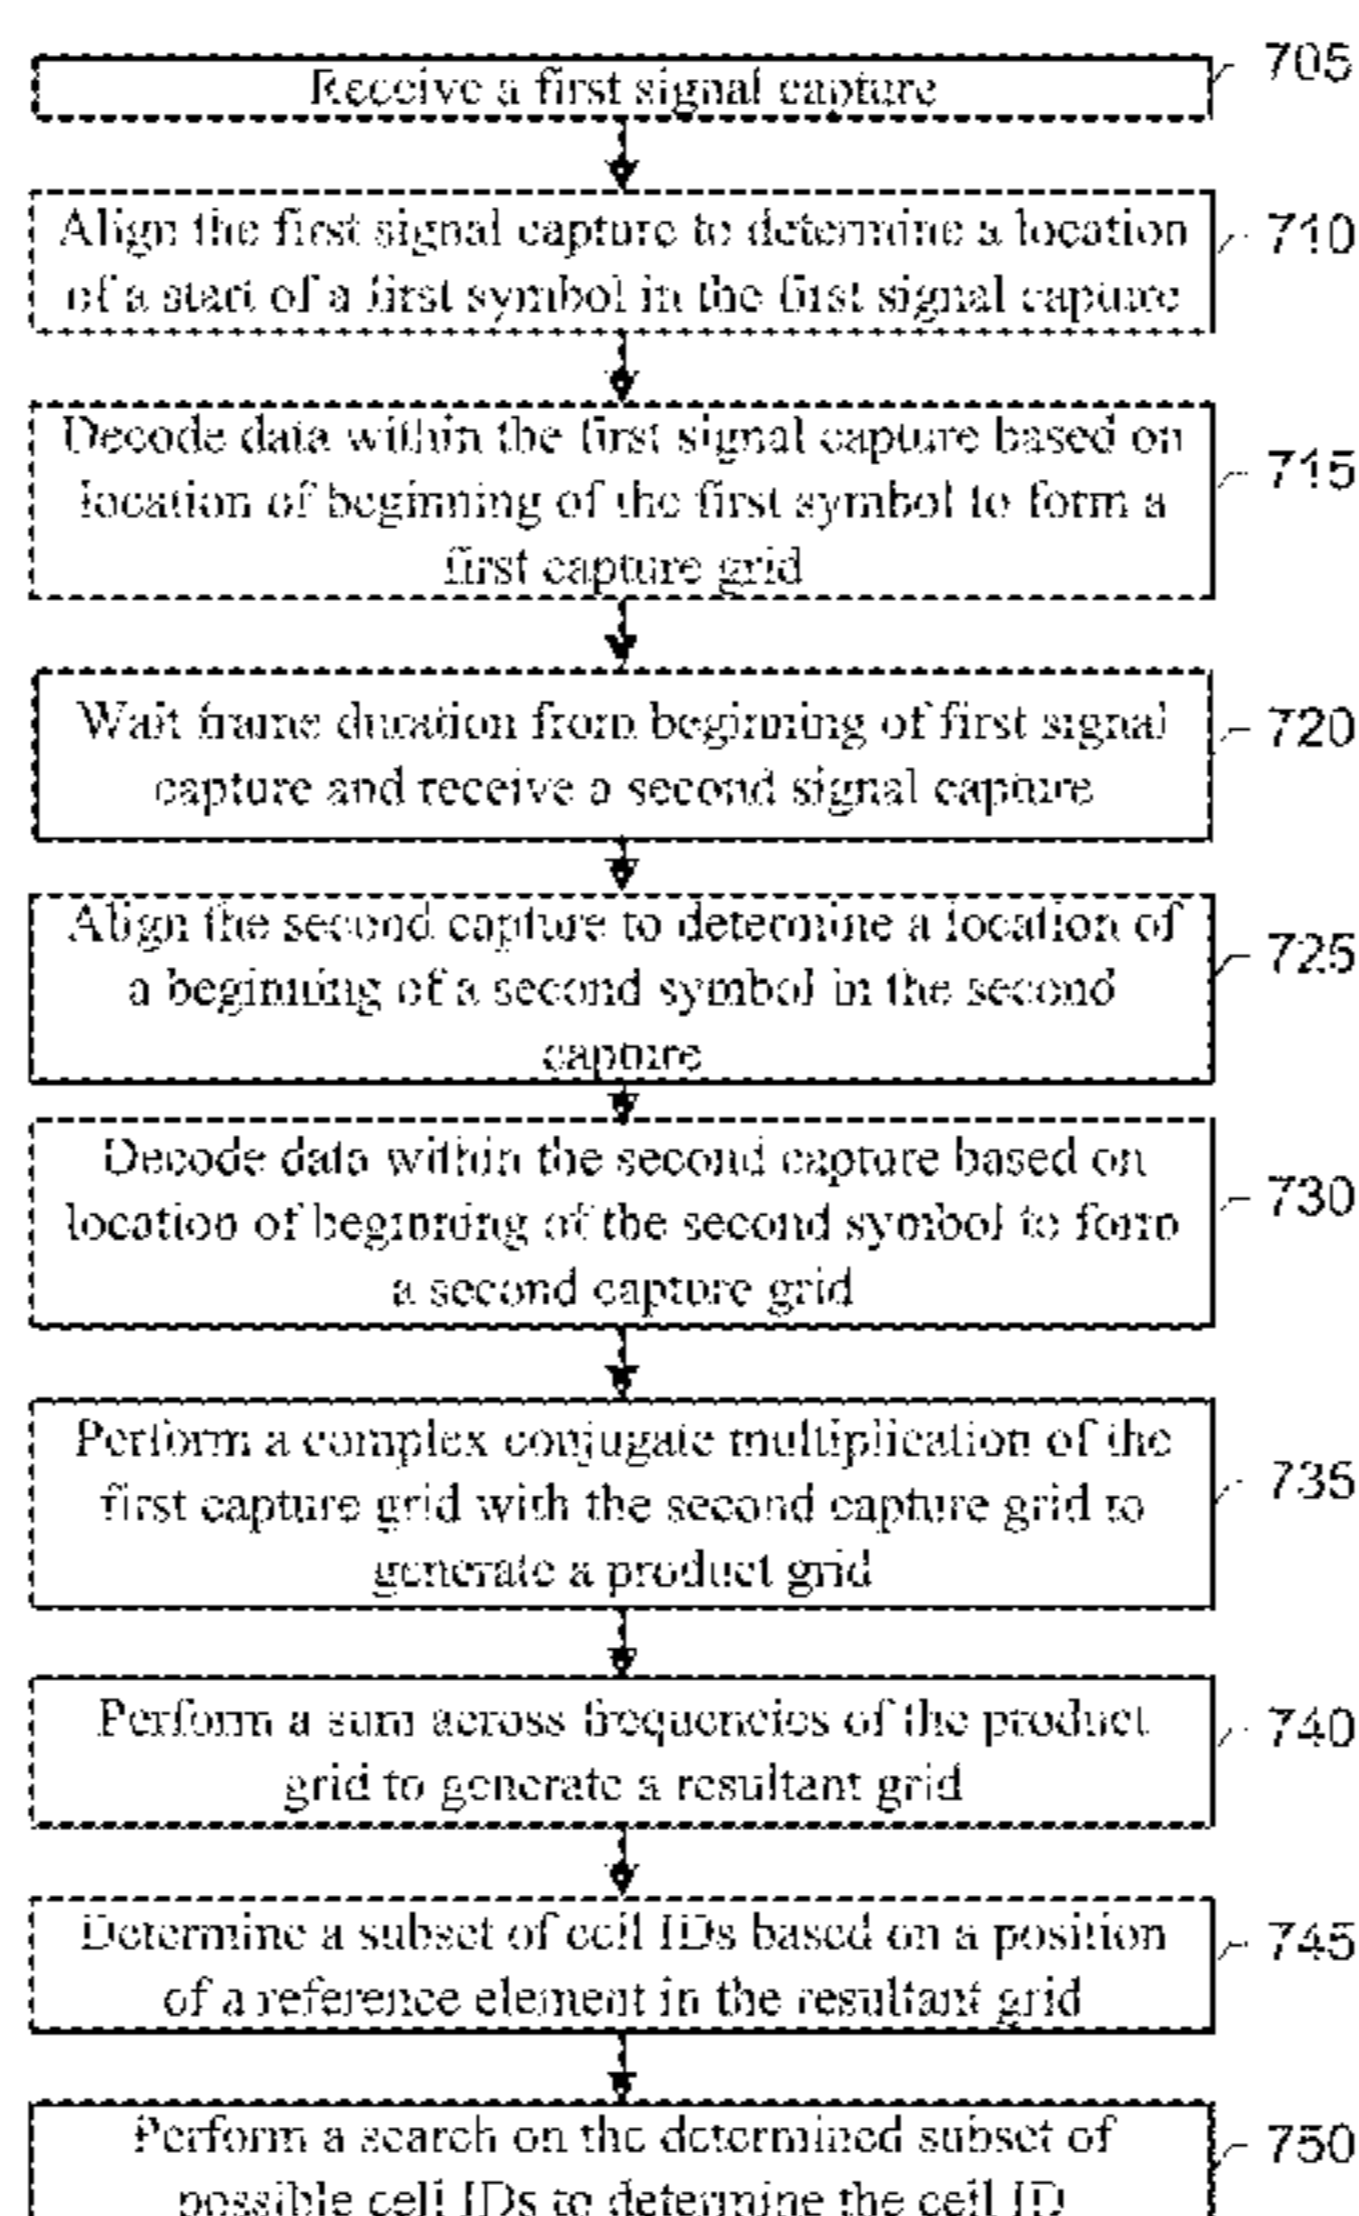 Receive a first signal capture
705
Align the first signal capture to determine a location
of a start of a first symbol in the first signal capture
710
Decode data within the first signal capture based on
location of beginning of the first symbol to form a
first capture grid
715
Wait frame duration from beginning of first signal
capture and receive a second signal capture
720
Align the second capture to determine a location of
a beginning of a second symbol in the second
capture
725
Decode data within the second capture based on
location of beginning of the second symbol to form
a second capture grid
730
Perform a complex conjugate multiplication of the
first capture grid with the second capture grid to
generate a product grid
735
Perform a sum across frequencies of the product
grid to generate a resultant grid
740
Determine a subset of cell IDs based on a position
of a reference element in the resultant grid
745
Perform a search on the determined subset of
possible cell IDs to determine the cell ID
750